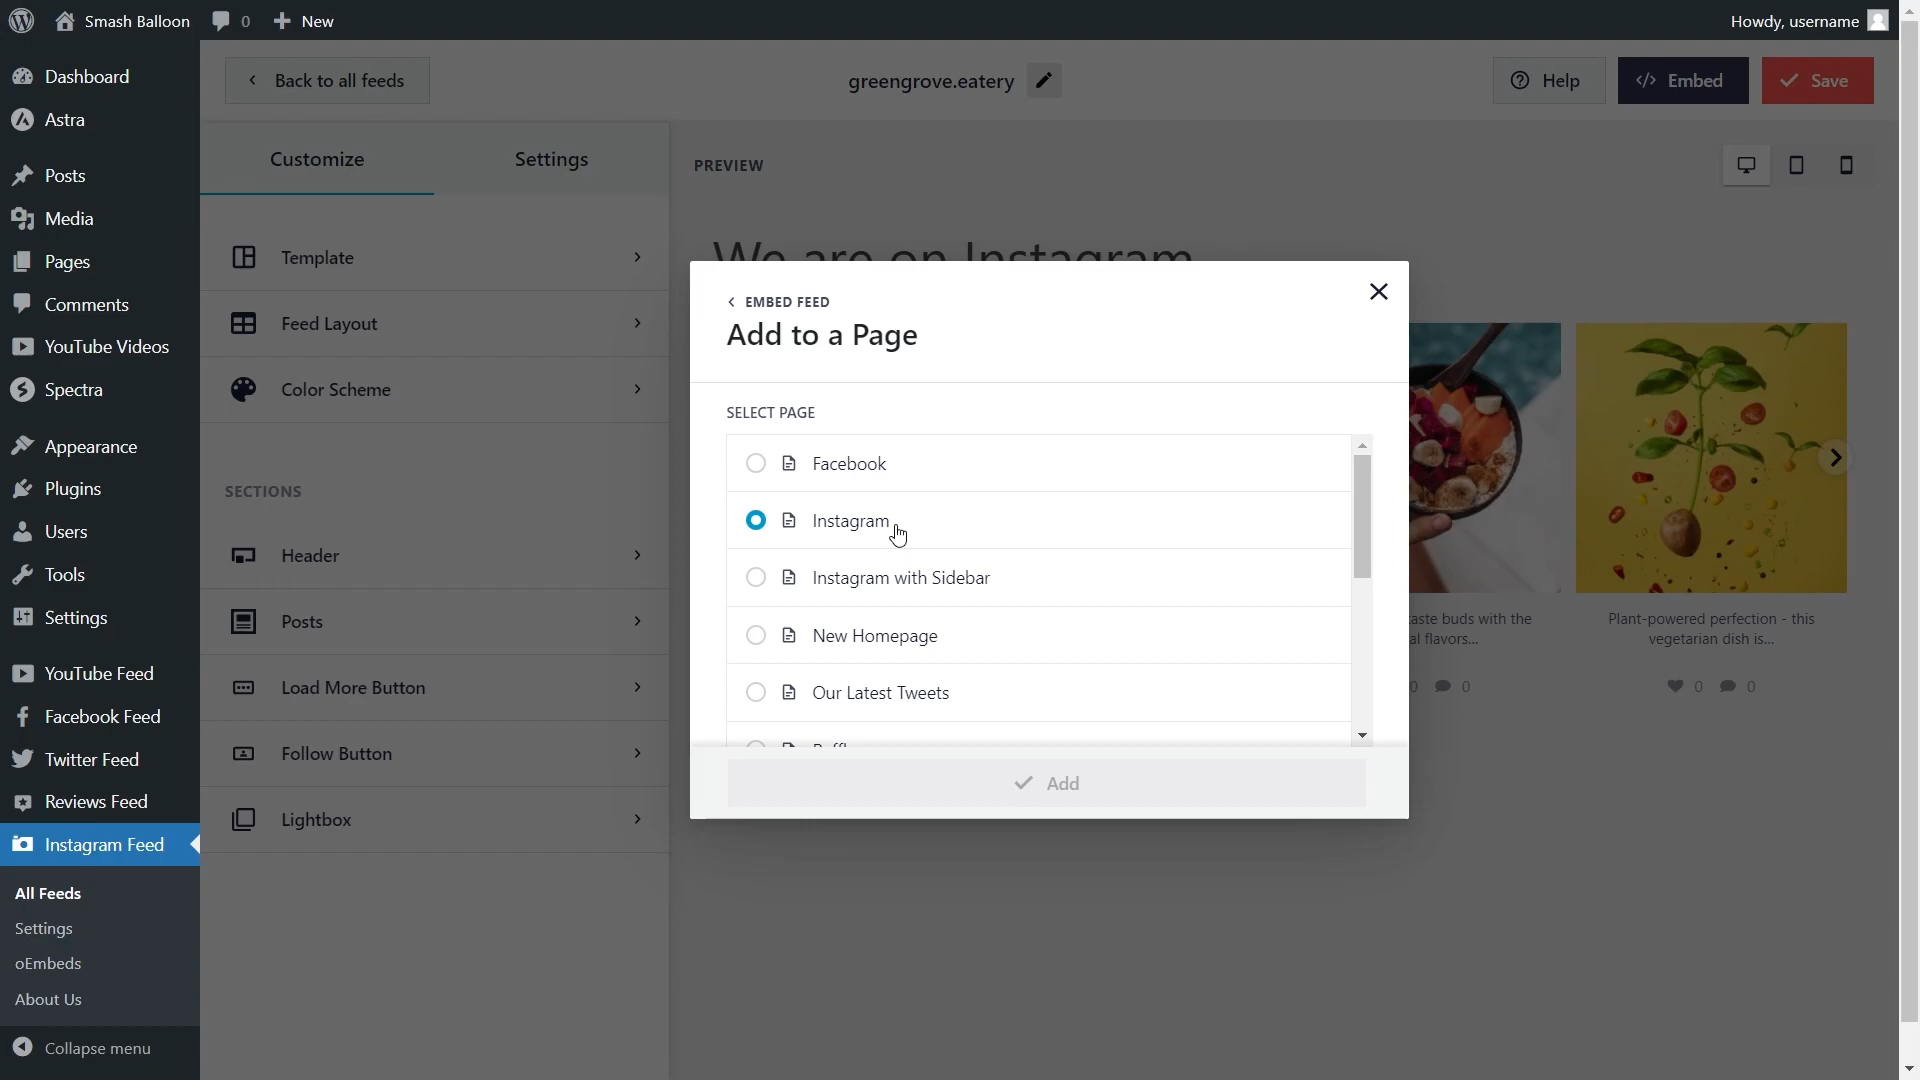 Smash Balloon
0
New
Howdy, username
Dashboard
Astra
Posts
Media
Pages
Comments
YouTube Videos
Spectra
Appearance
Plugins
Users
Tools
Settings
YouTube Feed
Facebook Feed
Twitter Feed
Reviews Feed
Instagram Feed
All Feeds
Settings
oEmbeds
About Us
Collapse menu
Back to all feeds
greengrove.eatery
Help
</> Embed
Save
Customize
Settings
Template
Feed Layout
Color Scheme
SECTIONS
Header
Posts
Load More Button
Follow Button
Lightbox
PREVIEW
We are on Instagram
EMBED FEED
Add to a Page
SELECT PAGE
Facebook
Instagram
Instagram with Sidebar
New Homepage
Our Latest Tweets
Add
taste buds with the
flavors...
0 0
Plant-powered perfection - this
vegetarian dish is...
0 0